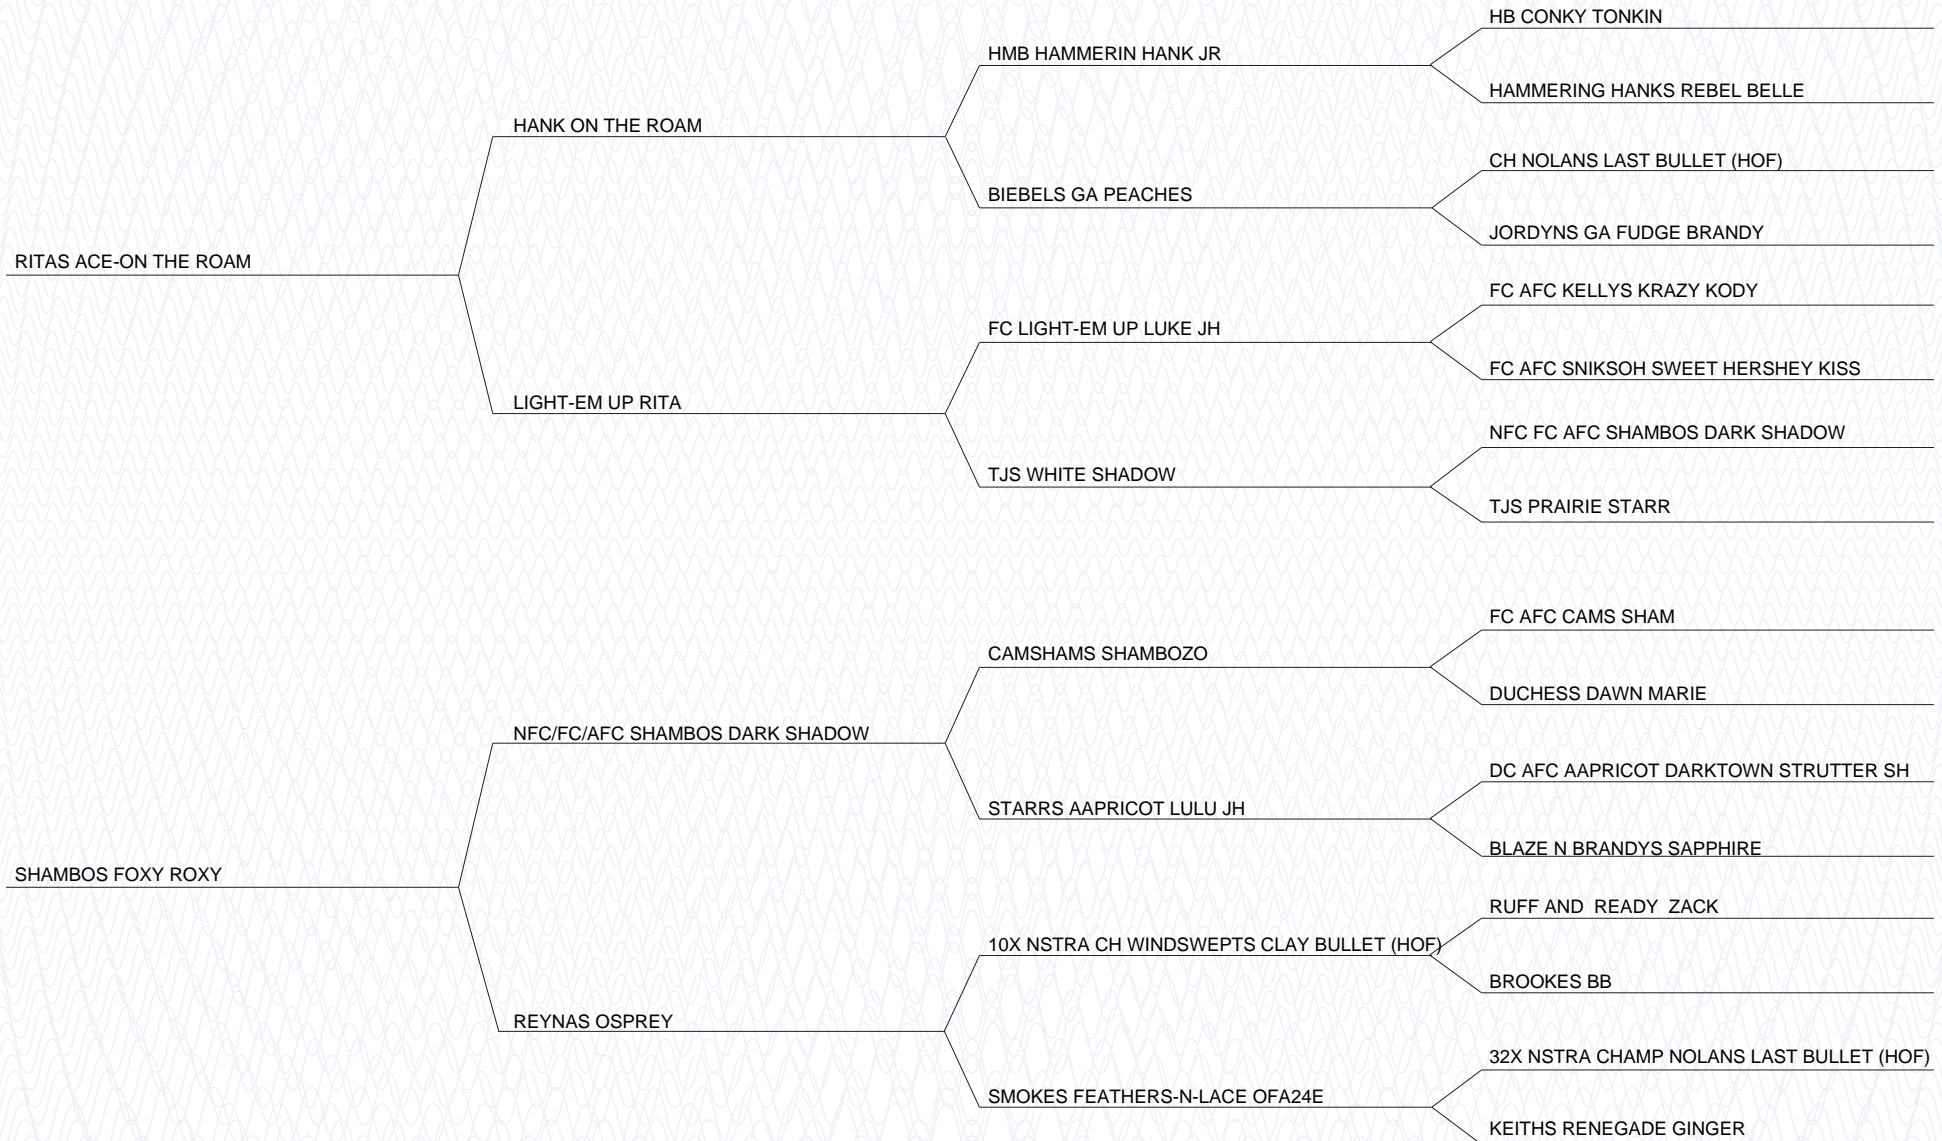 HB CONKY TONKIN
HMB HAMMERIN HANK JR
HAMMERING HANKS REBEL BELLE
HANK ON THE ROAM
CH NOLANS LAST BULLET (HOF)
BIEBELS GA PEACHES
JORDYNS GA FUDGE BRANDY
RITAS ACE-ON THE ROAM
FC AFC KELLYS KRAZY KODY
FC LIGHT-EM UP LUKE JH
FC AFC SNIKSOH SWEET HERSHEY KISS
LIGHT-EM UP RITA
NFC FC AFC SHAMBOS DARK SHADOW
TJS WHITE SHADOW
TJS PRAIRIE STARR
FC AFC CAMS SHAM
CAMSHAMS SHAMBOZO
DUCHESS DAWN MARIE
NFC/FC/AFC SHAMBOS DARK SHADOW
DC AFC AAPRICOT DARKTOWN STRUTTER SH
STARRS AAPRICOT LULU JH
BLAZE N BRANDYS SAPPHIRE
SHAMBOS FOXY ROXY
RUFF AND  READY  ZACK
10X NSTRA CH WINDSWEPTS CLAY BULLET (HOF)
BROOKES BB
REYNAS OSPREY
32X NSTRA CHAMP NOLANS LAST BULLET (HOF)
SMOKES FEATHERS-N-LACE OFA24E
KEITHS RENEGADE GINGER